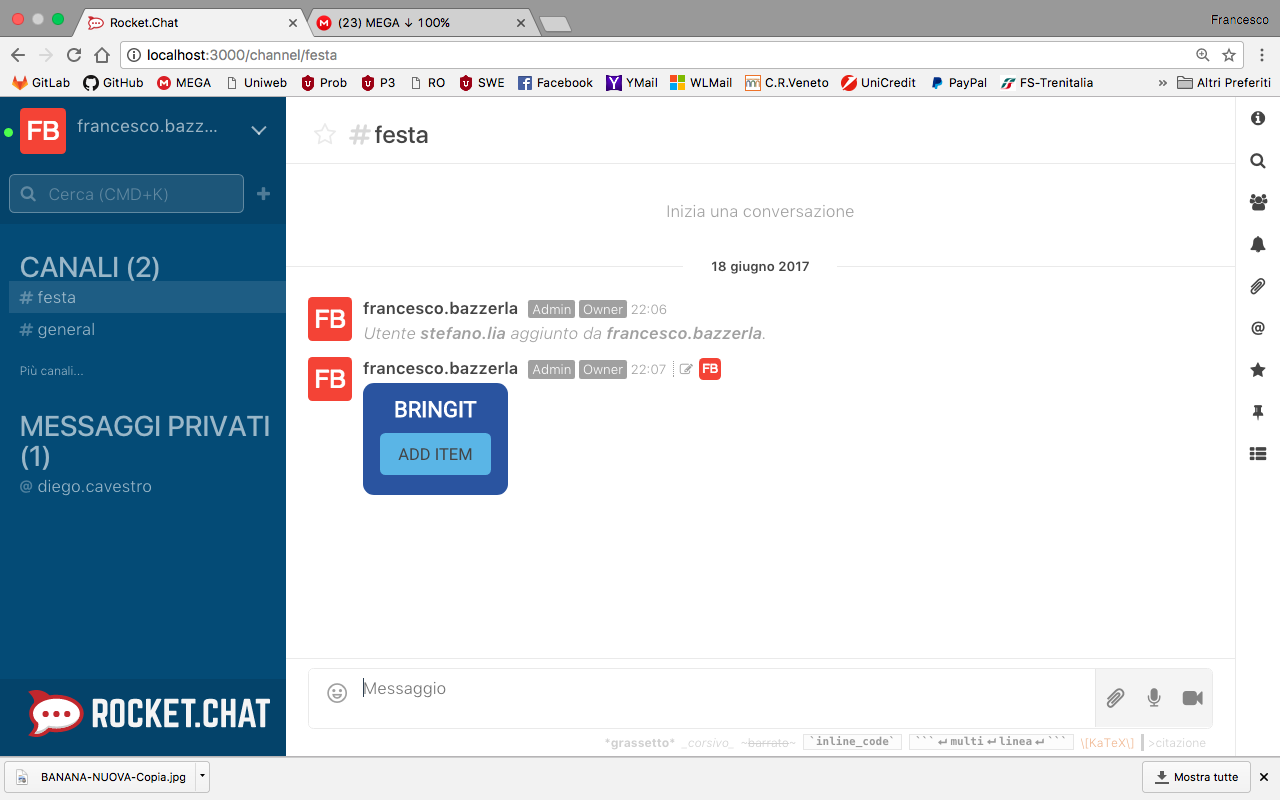 Rocket.Chat
(23) MEGA ↓ 100%
Francesco
localhost:3000/channel/festa
GitLab GitHub MEGA Uniweb Prob P3 RO SWE Facebook YMail WLMail C.R.Veneto UniCredit PayPal FS-Trenitalia » Altri Preferiti
FB francesco.bazz...
Cerca (CMD+K)
CANALI (2)
# festa
# general
Più canali...
MESSAGGI PRIVATI
(1)
@ diego.cavestro
ROCKET.CHAT
#festa
Inizia una conversazione
18 giugno 2017
FB francesco.bazzerla Admin Owner 22:06
Utente stefano.lia aggiunto da francesco.bazzerla.
FB francesco.bazzerla Admin Owner 22:07 FB
BRINGIT
ADD ITEM
Messaggio
*grassetto* _corsivo_ ~barrato~ `inline_code` ```↵multi↵linea↵``` \[KaTeX\] >citazione
BANANA-NUOVA-Copia.jpg
Mostra tutte